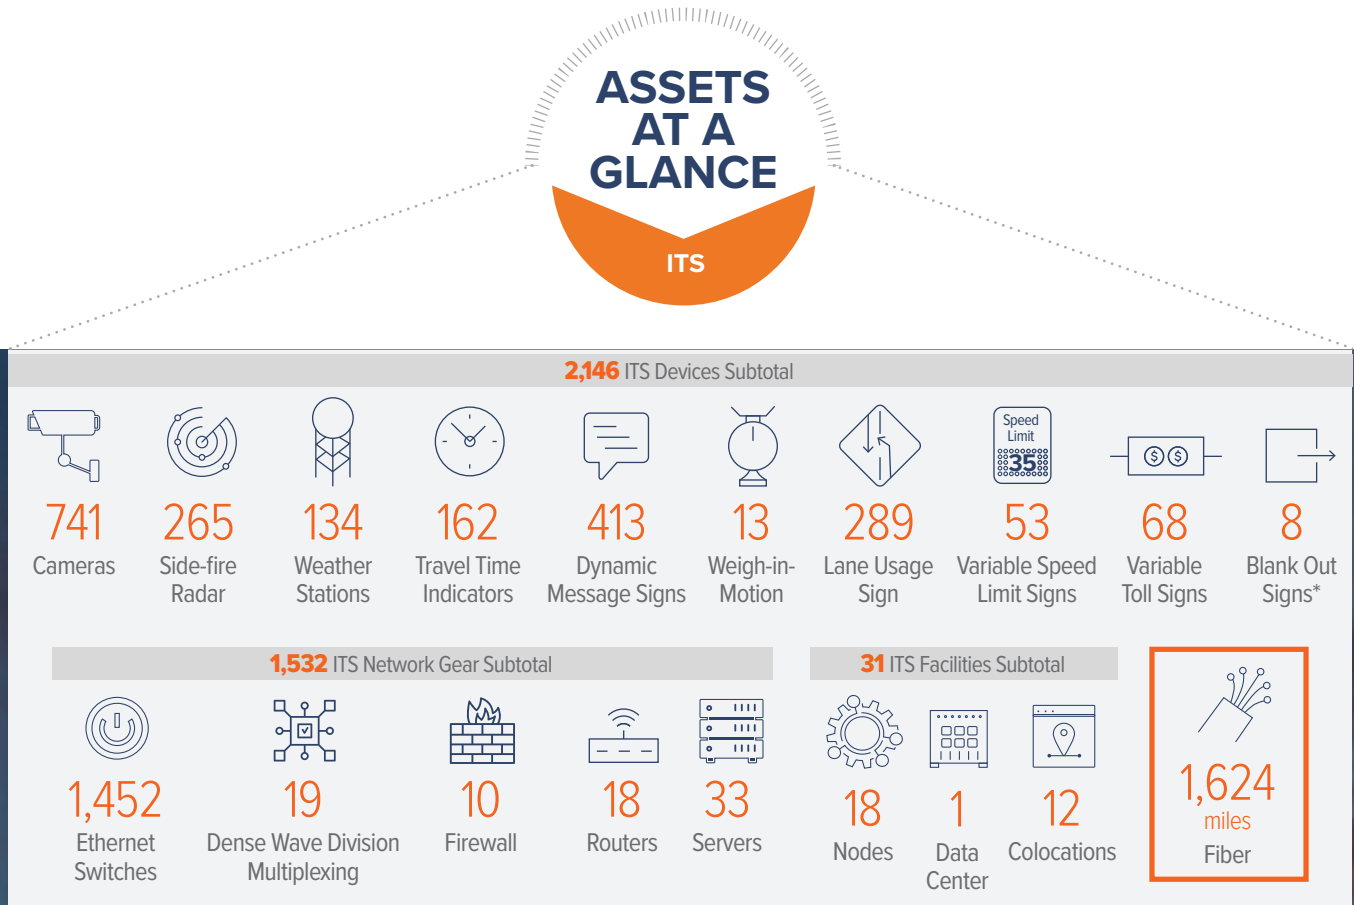 ASSETS
AT A
GLANCE
ITS
2,146 ITS Devices Subtotal
Speed
Limit
35
$ $
741
Cameras
265
Side-fire
Radar
134
Weather
Stations
162
Travel Time
Indicators
413
Dynamic
Message Signs
13
Weigh-in-
Motion
289
Lane Usage
Sign
53
Variable Speed
Limit Signs
68
Variable
Toll Signs
8
Blank Out
Signs*
1,532 ITS Network Gear Subtotal
1,452
Ethernet
Switches
19
Dense Wave Division
Multiplexing
10
Firewall
18
Routers
33
Servers
31 ITS Facilities Subtotal
18
Nodes
1
Data
Center
12
Colocations
1,624
miles
Fiber